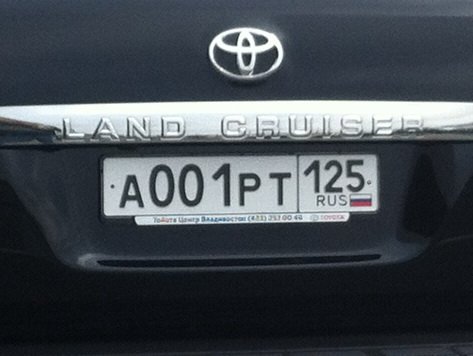 LAND CRUISER
А001РТ 125
RUS
Тойота Центр Владивосток TOYOTA